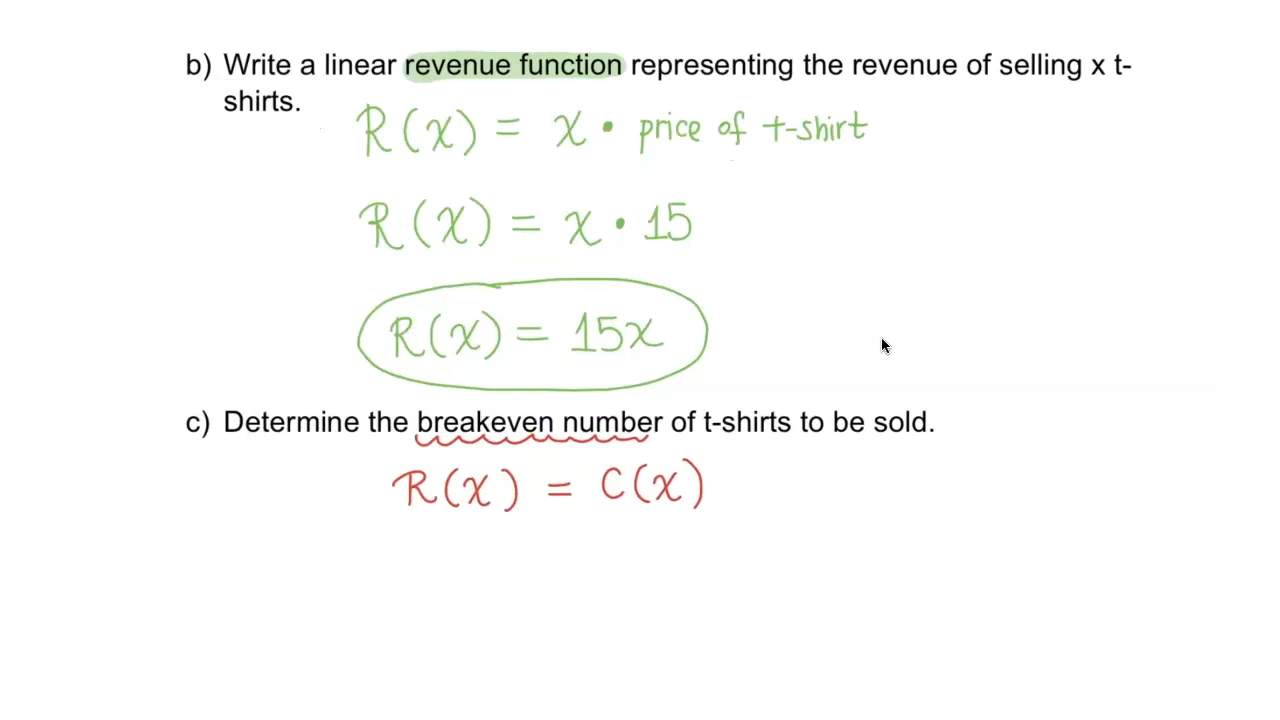 b) Write a linear revenue function representing the revenue of selling x t-
shirts.
R(x) = x • price of t-shirt
R(x) = x • 15
R(x) = 15x
c) Determine the breakeven number of t-shirts to be sold.
R(x) = C(x)